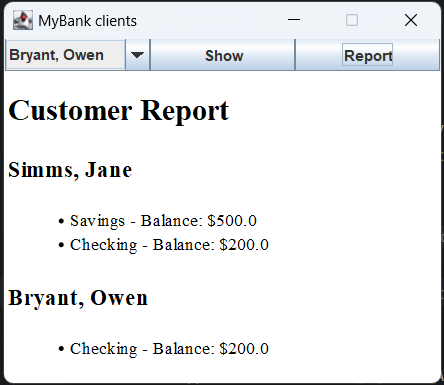 MyBank clients
Bryant, Owen Show Report
Customer Report
Simms, Jane
• Savings - Balance: $500.0
• Checking - Balance: $200.0
Bryant, Owen
• Checking - Balance: $200.0